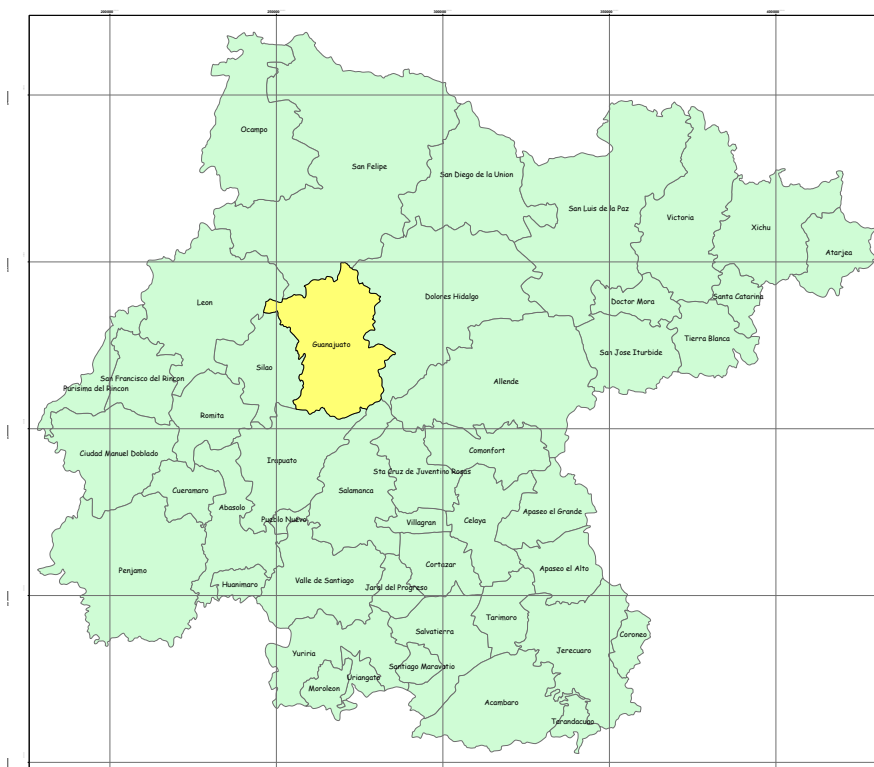 Ocampo
San Felipe
San Diego de la Union
San Luis de la Paz
Victoria
Xichu
Atarjea
Leon
Dolores Hidalgo
Doctor Mora
Santa Catarina
Guanajuato
Tierra Blanca
San Jose Iturbide
Silao
San Francisco del Rincon
Purisima del Rincon
Allende
Romita
Ciudad Manuel Doblado
Comonfort
Irapuato
Sta Cruz de Juventino Rosas
Cueramaro
Salamanca
Abasolo
Apaseo el Grande
Pueblo Nuevo
Villagran
Celaya
Cortazar
Penjamo
Apaseo el Alto
Huanimaro
Valle de Santiago
Jaral del Progreso
Tarimoro
Salvatierra
Coroneo
Yuriria
Jerecuaro
Santiago Maravatio
Uriangato
Moroleon
Acambaro
Tarandacuao